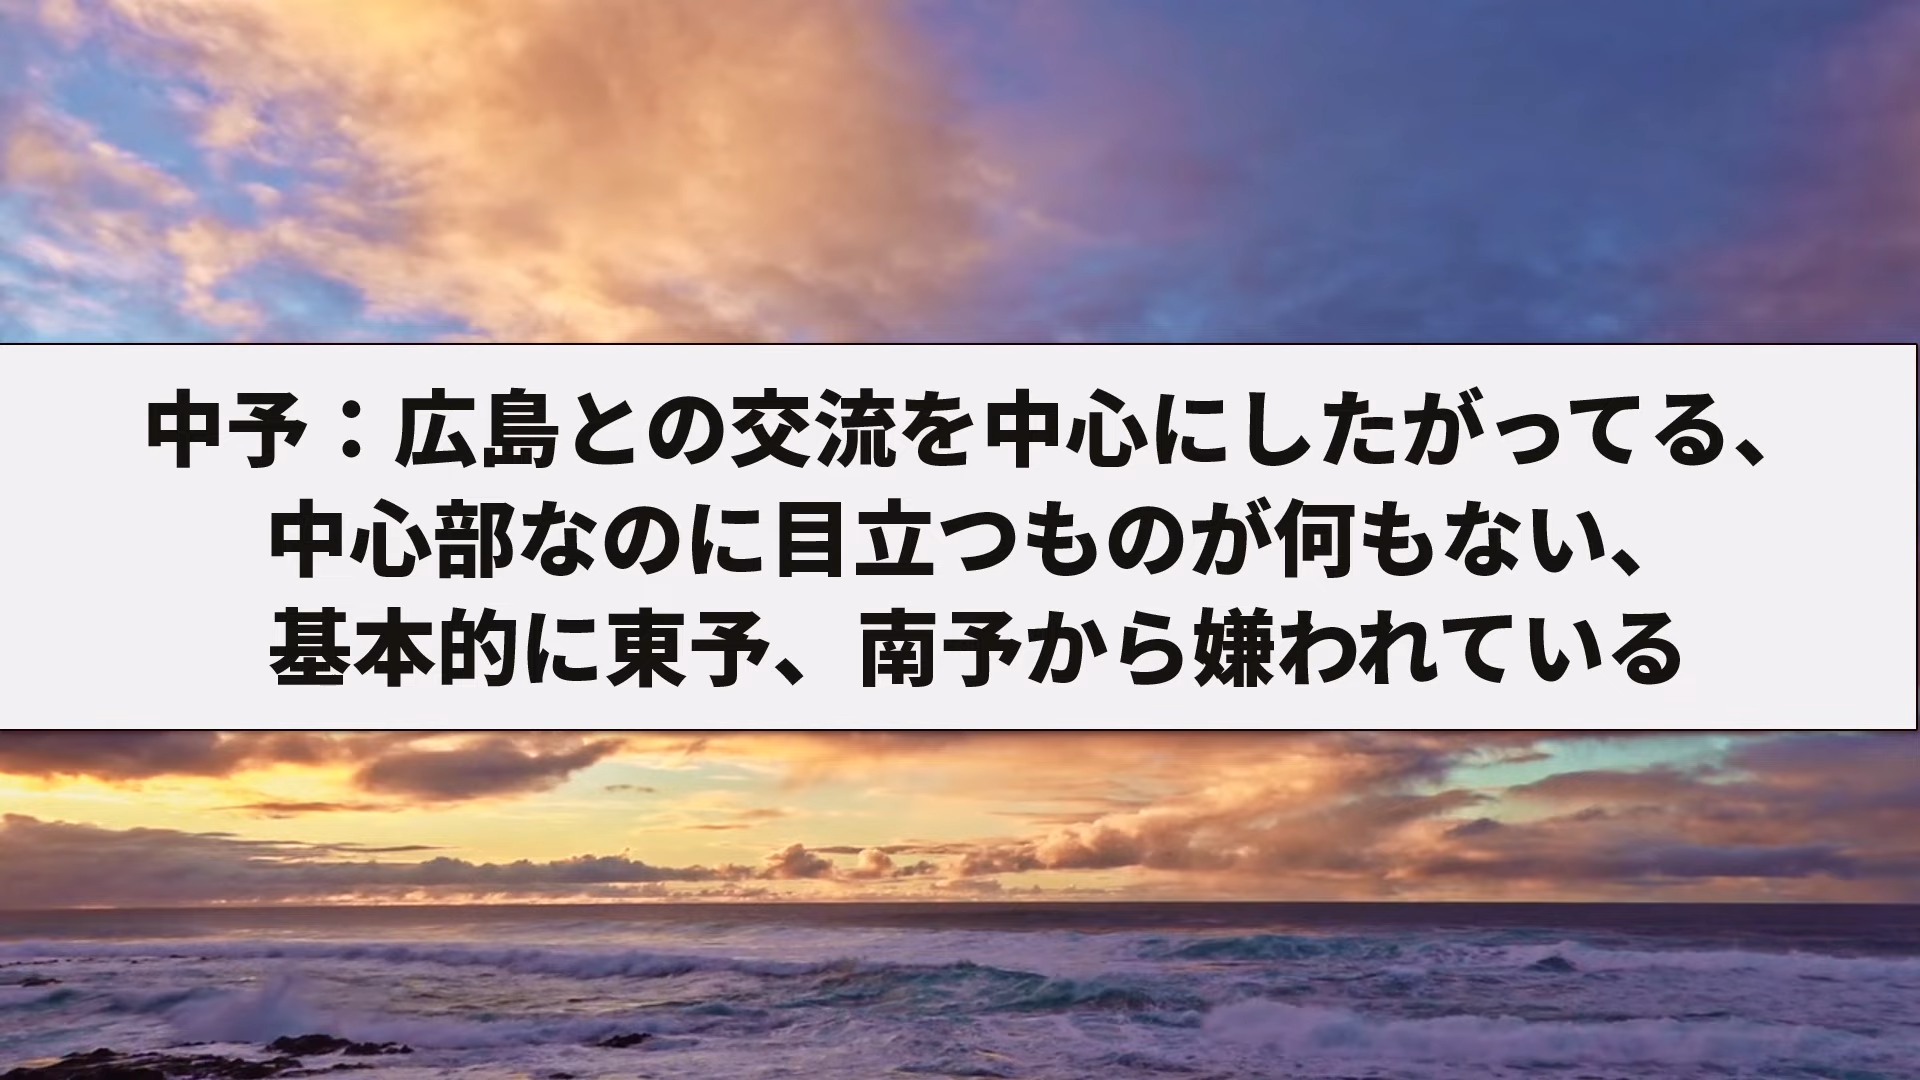 中予：広島との交流を中心にしたがってる、
中心部なのに目立つものが何もない、
基本的に東予、南予から嫌われている